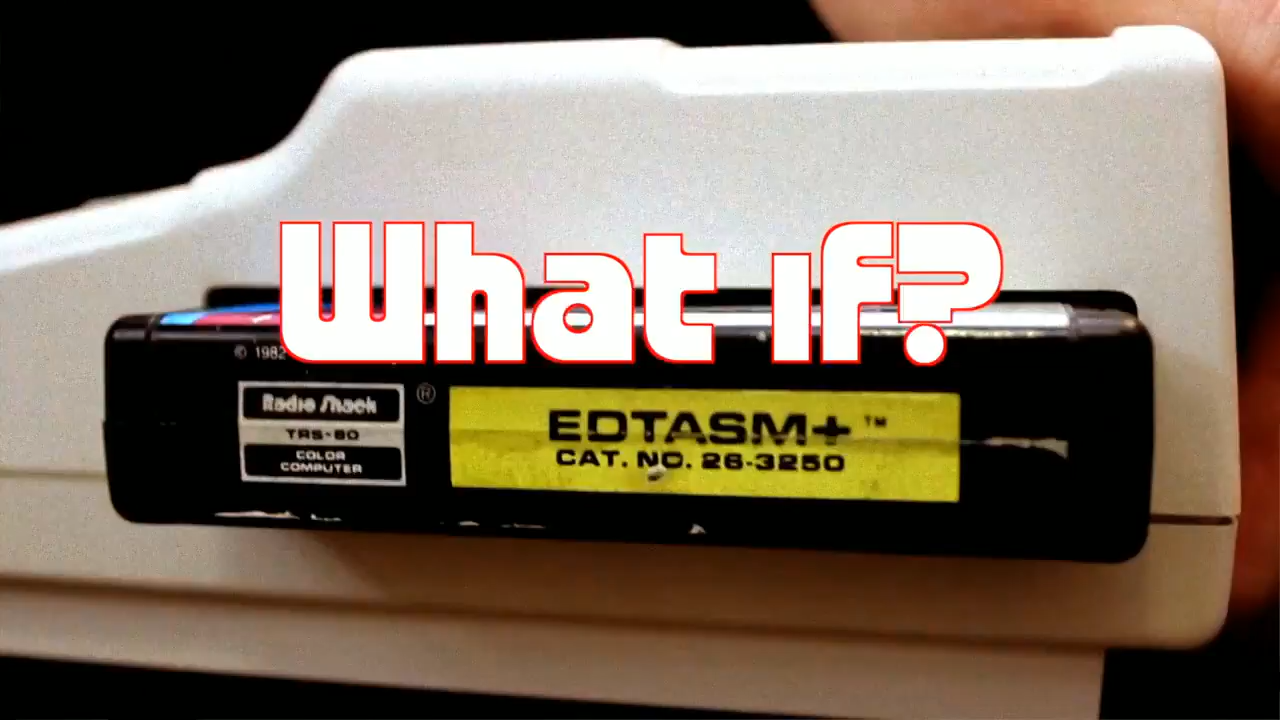 What if?
© 1982
Radio Shack
®
TRS-80
COLOR
COMPUTER
EDTASM+ ™
CAT. NO. 26-3250